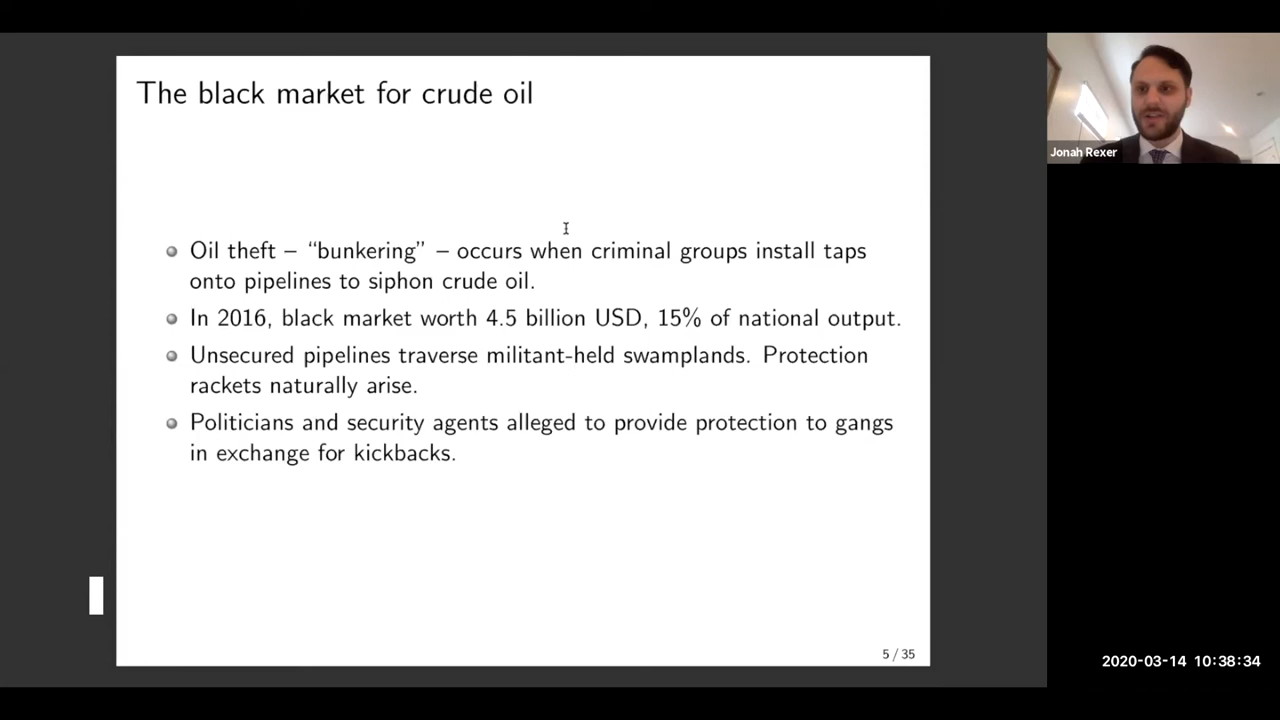 The black market for crude oil
Oil theft – “bunkering” – occurs when criminal groups install taps
onto pipelines to siphon crude oil.
In 2016, black market worth 4.5 billion USD, 15% of national output.
Unsecured pipelines traverse militant-held swamplands. Protection
rackets naturally arise.
Politicians and security agents alleged to provide protection to gangs
in exchange for kickbacks.
5 / 35
Jonah Rexer
2020-03-14 10:38:34